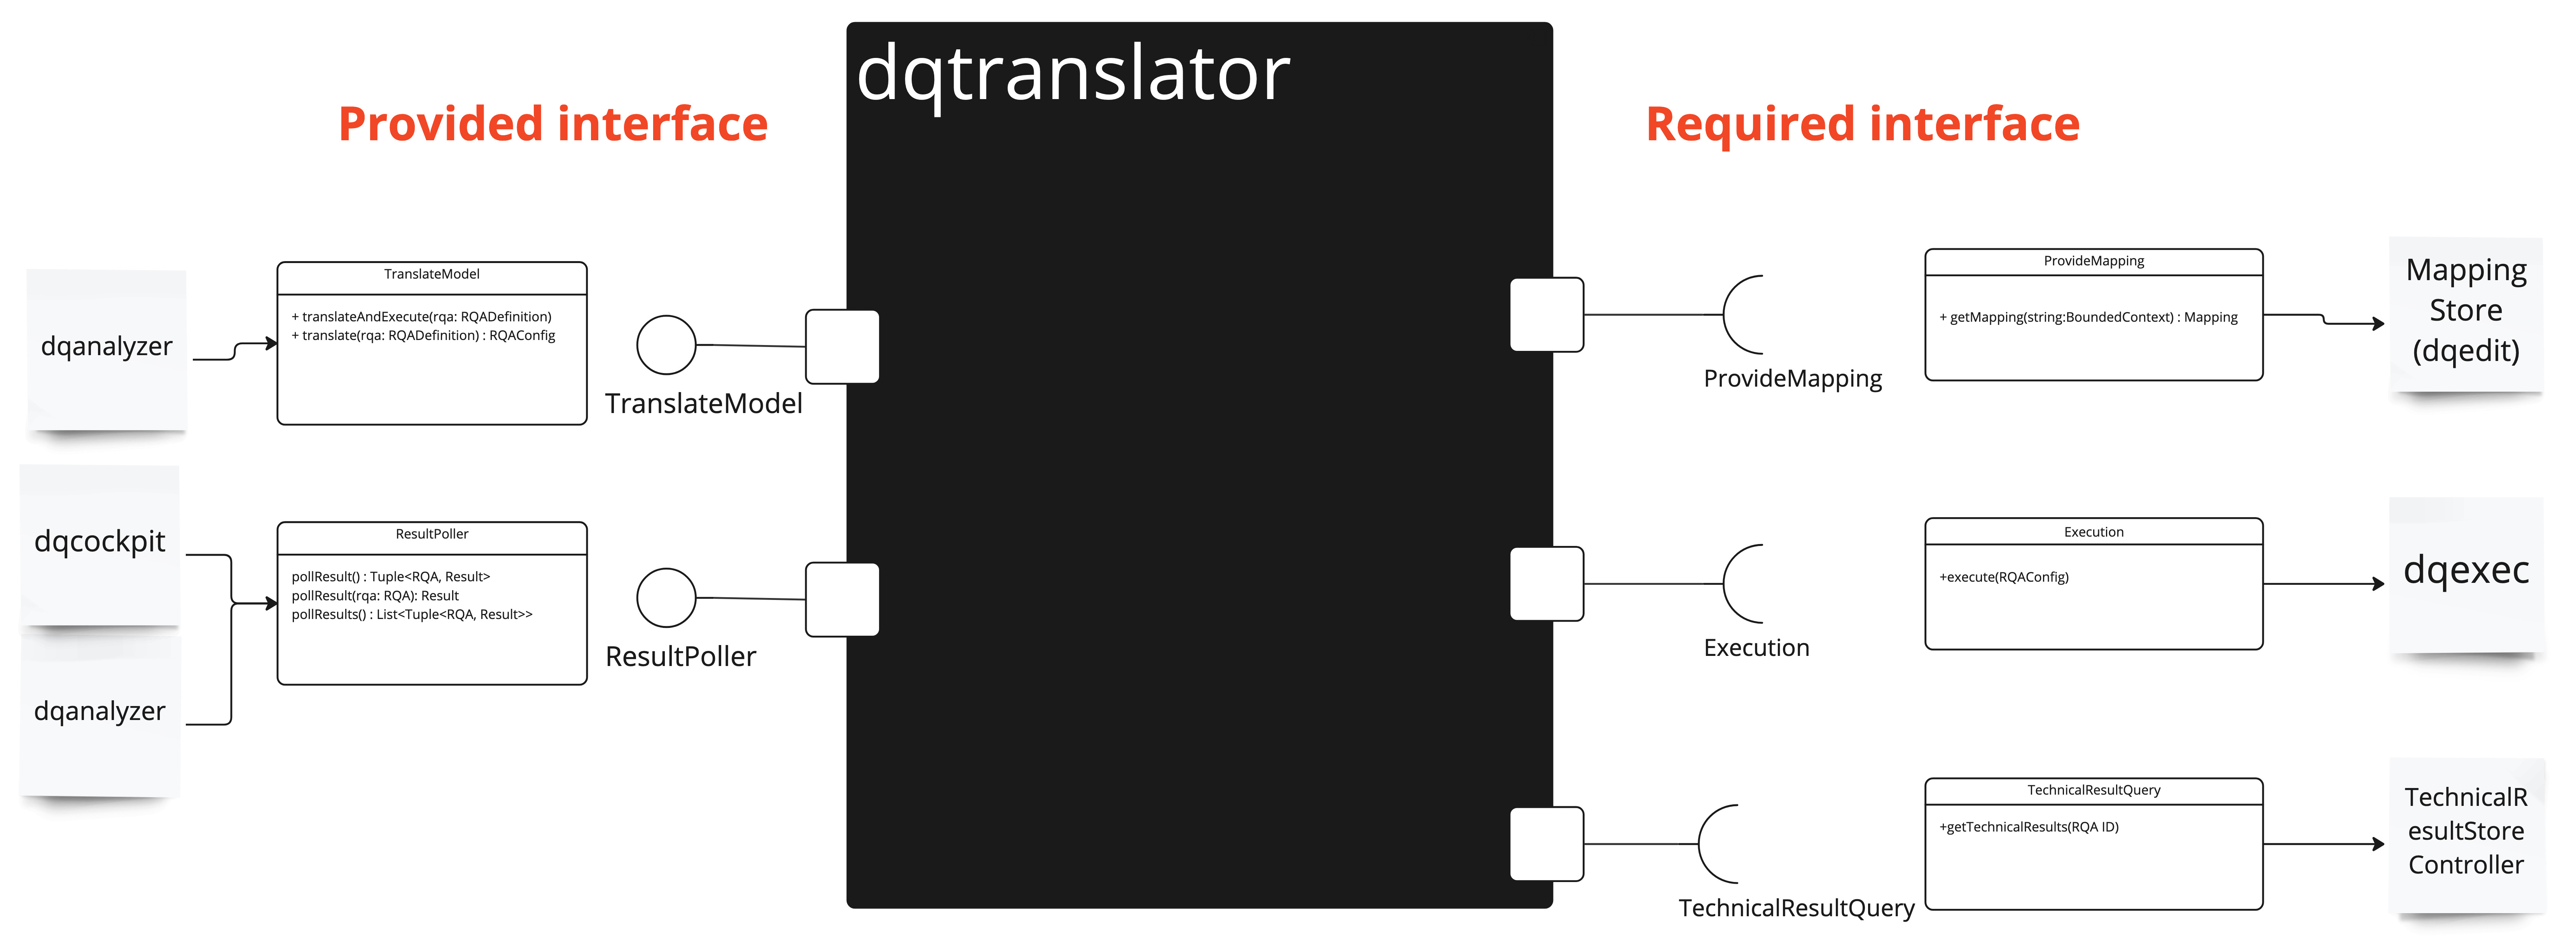 dqtranslator
Provided interface
Required interface
dqanalyzer
TranslateModel
+ translateAndExecute(rqa: RQADefinition)
+ translate(rqa: RQADefinition) : RQAConfig
TranslateModel
dqcockpit
dqanalyzer
ResultPoller
pollResult() : Tuple<RQA, Result>
pollResult(rqa: RQA): Result
pollResults() : List<Tuple<RQA, Result>>
ResultPoller
ProvideMapping
ProvideMapping
+ getMapping(string:BoundedContext) : Mapping
Mapping
Store
(dqedit)
Execution
Execution
+execute(RQAConfig)
dqexec
TechnicalResultQuery
TechnicalResultQuery
+getTechnicalResults(RQA ID)
TechnicalR
esultStore
Controller